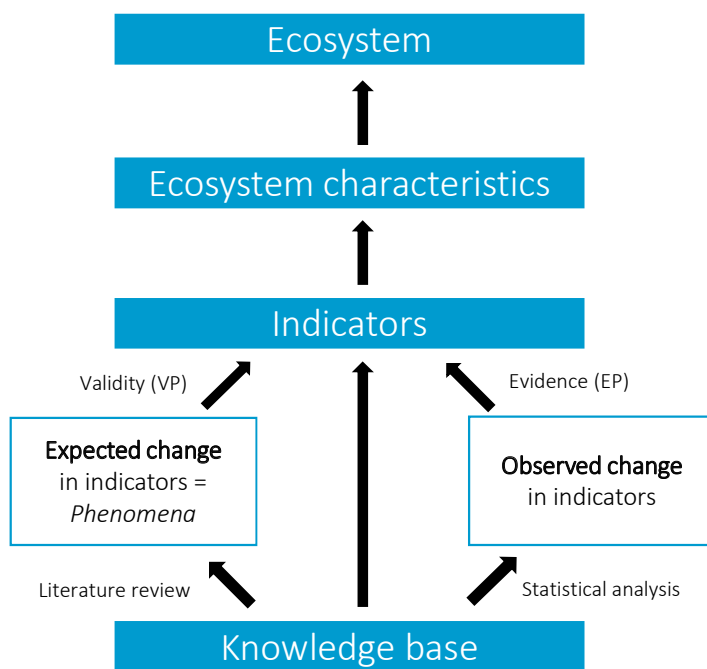 Ecosystem
Ecosystem characteristics
Indicators
Validity (VP)
Evidence (EP)
Expected change
in indicators =
Phenomena
Observed change
in indicators
Literature review
Statistical analysis
Knowledge base